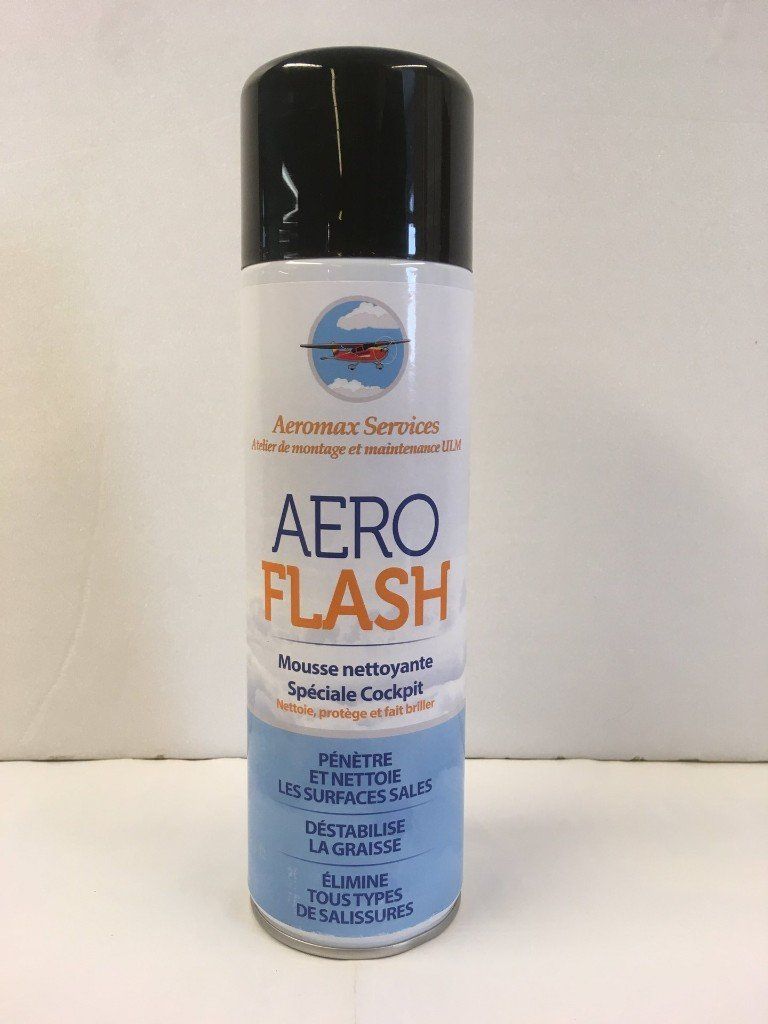 Aeromax Services
Atelier de montage et maintenance ULM
AERO
FLASH
Mousse nettoyante
Spéciale Cockpit
Nettoie, protège et fait briller
PÉNÈTRE
ET NETTOIE
LES SURFACES SALES
DÉSTABILISE
LA GRAISSE
ÉLIMINE
TOUS TYPES
DE SALISSURES